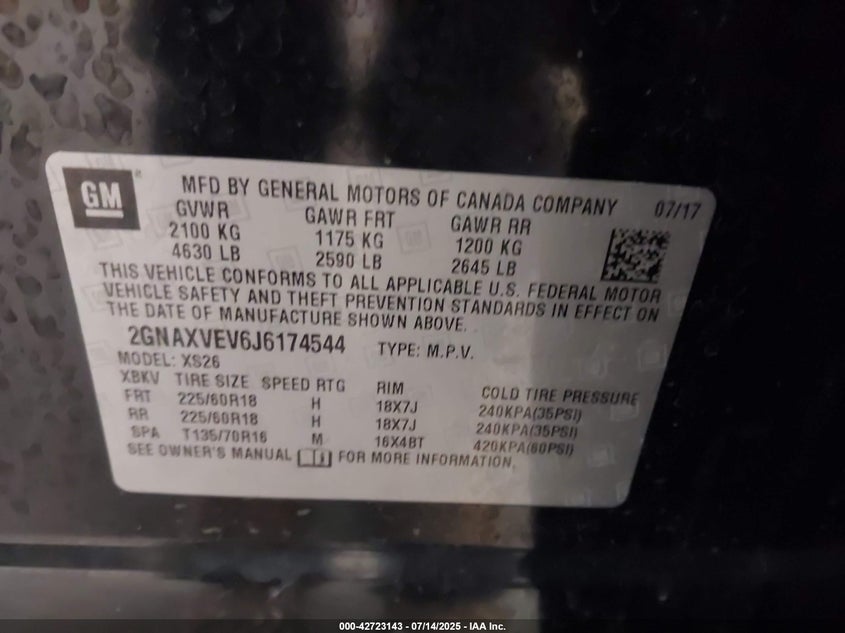 GM ® MFD BY GENERAL MOTORS OF CANADA COMPANY 07/17
GVWR GAWR FRT GAWR RR
2100 KG 1175 KG 1200 KG
4630 LB 2590 LB 2645 LB
THIS VEHICLE CONFORMS TO ALL APPLICABLE U.S. FEDERAL MOTOR
VEHICLE SAFETY AND THEFT PREVENTION STANDARDS IN EFFECT ON
THE DATE OF MANUFACTURE SHOWN ABOVE.
2GNAXVEV6J6174544 TYPE: M.P.V.
MODEL: XS26
XBKV TIRE SIZE SPEED RTG RIM COLD TIRE PRESSURE
FRT 225/60R18 H 18X7J 240KPA(35PSI)
RR 225/60R18 H 18X7J 240KPA(35PSI)
SPA T135/70R16 M 16X4BT 420KPA(60PSI)
SEE OWNER'S MANUAL FOR MORE INFORMATION.
000-42723143 - 07/14/2025 - IAA Inc.